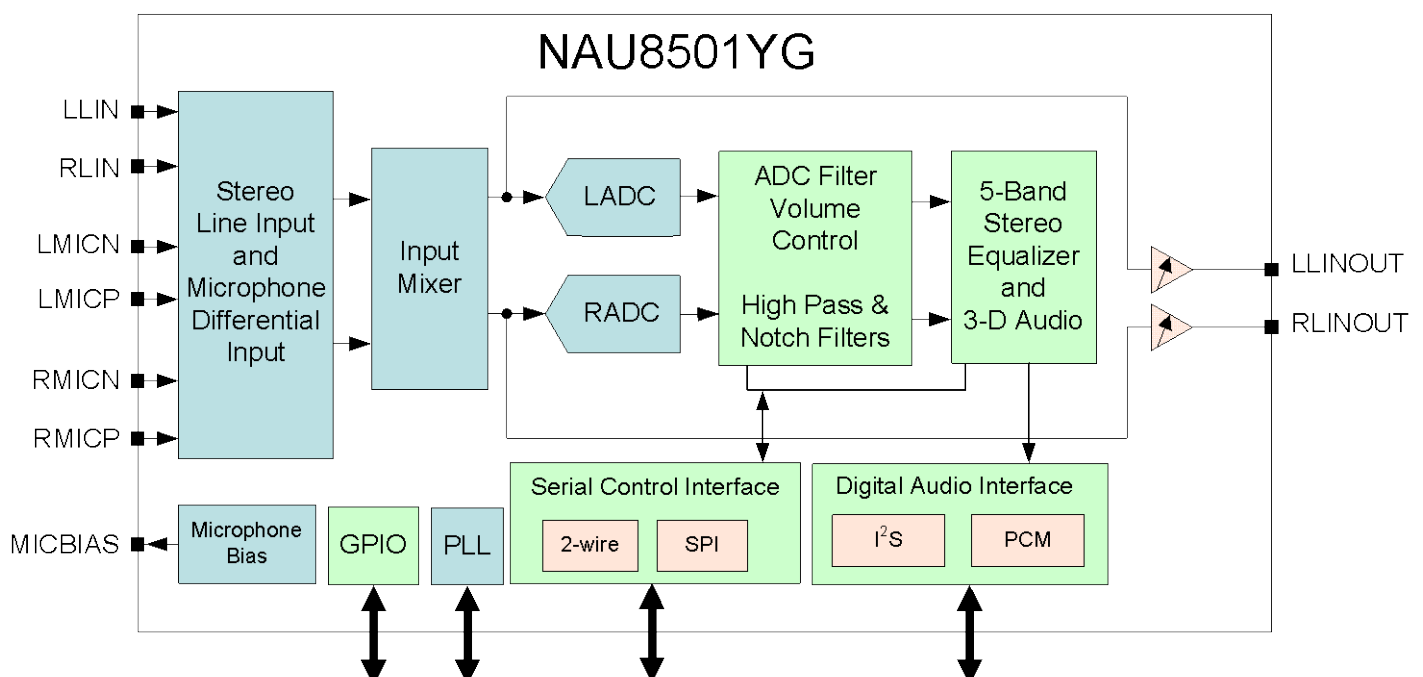 NAU8501YG
LLIN
RLIN
LMICN
LMICP
RMICN
RMICP
MICBIAS
Stereo
Line Input
and
Microphone
Differential
Input
Input
Mixer
LADC
RADC
ADC Filter
Volume
Control
High Pass &
Notch Filters
5-Band
Stereo
Equalizer
and
3-D Audio
LLINOUT
RLINOUT
Microphone
Bias
GPIO
PLL
Serial Control Interface
2-wire
SPI
Digital Audio Interface
I²S
PCM